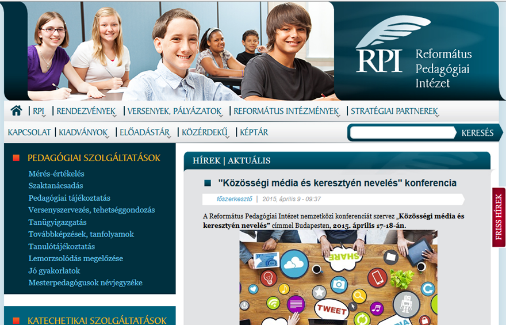 RPI Református
Pedagógiai
Intézet
RPI RENDEZVÉNYEK VERSENYEK, PÁLYÁZATOK REFORMÁTUS INTÉZMÉNYEK STRATÉGIAI PARTNEREK
KAPCSOLAT KIADVÁNYOK ELŐADÁSTÁR KÖZÉRDEKŰ KÉPTÁR KERESÉS
PEDAGÓGIAI SZOLGÁLTATÁSOK
Mérés-értékelés
Szaktanácsadás
Pedagógiai tájékoztatás
Versenyszervezés, tehetséggondozás
Tanügyigazgatás
Továbbképzések, tanfolyamok
Tanulótájékoztatás
Lemorzsolódás megelőzése
Jó gyakorlatok
Mesterpedagógusok névjegyzéke
KATECHETIKAI SZOLGÁLTATÁSOK
HÍREK | AKTUÁLIS
"Közösségi média és keresztyén nevelés" konferencia
főszerkesztő | 2015, április 9 - 09:37
A Református Pedagógiai Intézet nemzetközi konferenciát szervez „Közösségi média és
keresztyén nevelés" címmel Budapesten, 2015. április 17-18-án.
SHARE
TWEET
FRISS HÍREK